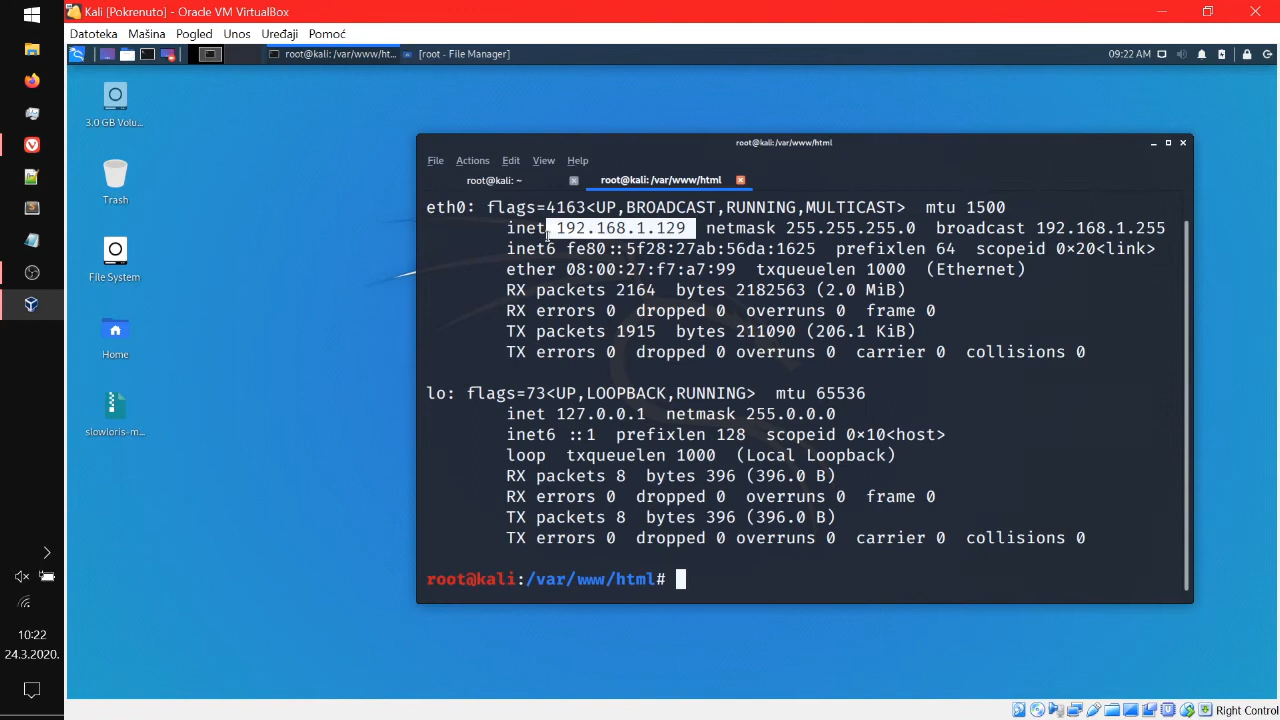 Kali [Pokrenuto] - Oracle VM VirtualBox
Datoteka Mašina Pogled Unos Uređaji Pomoć
root@kali: /var/www/ht... [root - File Manager] 09:22 AM
3.0 GB Volu...
Trash
File System
Home
slowloris-m...
root@kali: /var/www/html
File Actions Edit View Help
root@kali: ~ root@kali: /var/www/html
eth0: flags=4163<UP,BROADCAST,RUNNING,MULTICAST> mtu 1500
inet 192.168.1.129 netmask 255.255.255.0 broadcast 192.168.1.255
inet6 fe80::5f28:27ab:56da:1625 prefixlen 64 scopeid 0×20<link>
ether 08:00:27:f7:a7:99 txqueuelen 1000 (Ethernet)
RX packets 2164 bytes 2182563 (2.0 MiB)
RX errors 0 dropped 0 overruns 0 frame 0
TX packets 1915 bytes 211090 (206.1 KiB)
TX errors 0 dropped 0 overruns 0 carrier 0 collisions 0
lo: flags=73<UP,LOOPBACK,RUNNING> mtu 65536
inet 127.0.0.1 netmask 255.0.0.0
inet6 ::1 prefixlen 128 scopeid 0×10<host>
loop txqueuelen 1000 (Local Loopback)
RX packets 8 bytes 396 (396.0 B)
RX errors 0 dropped 0 overruns 0 frame 0
TX packets 8 bytes 396 (396.0 B)
TX errors 0 dropped 0 overruns 0 carrier 0 collisions 0
root@kali:/var/www/html#
10:22
24.3.2020.
Right Control